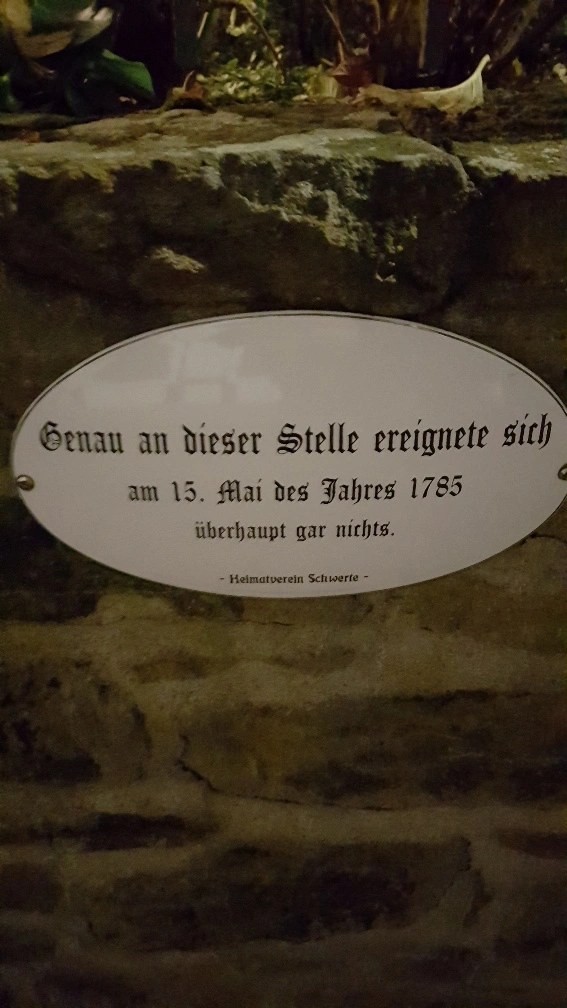 Genau an dieser Stelle ereignete sich
am 15. Mai des Jahres 1785
überhaupt gar nichts.
- Heimatverein Schwerte -